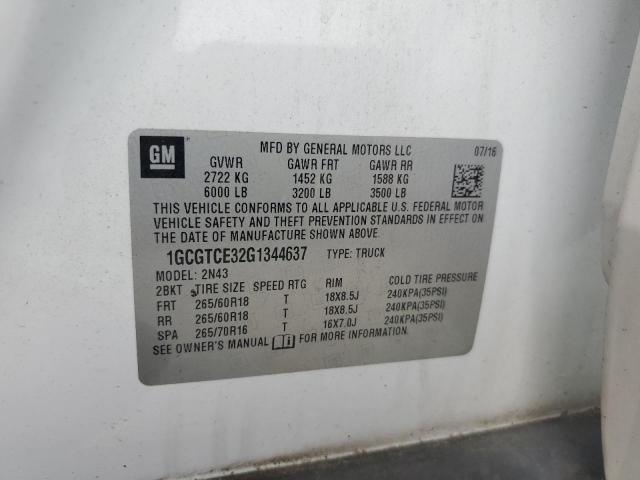 GM
MFD BY GENERAL MOTORS LLC 07/16
GVWR GAWR FRT GAWR RR
2722 KG 1452 KG 1588 KG
6000 LB 3200 LB 3500 LB
THIS VEHICLE CONFORMS TO ALL APPLICABLE U.S. FEDERAL MOTOR
VEHICLE SAFETY AND THEFT PREVENTION STANDARDS IN EFFECT ON
THE DATE OF MANUFACTURE SHOWN ABOVE.
1GCGTCE32G1344637 TYPE: TRUCK
MODEL: 2N43
2BKT TIRE SIZE SPEED RTG RIM COLD TIRE PRESSURE
FRT 265/60R18 T 18X8.5J 240KPA(35PSI)
RR 265/60R18 T 18X8.5J 240KPA(35PSI)
SPA 265/70R16 T 16X7.0J 240KPA(35PSI)
SEE OWNER'S MANUAL FOR MORE INFORMATION.